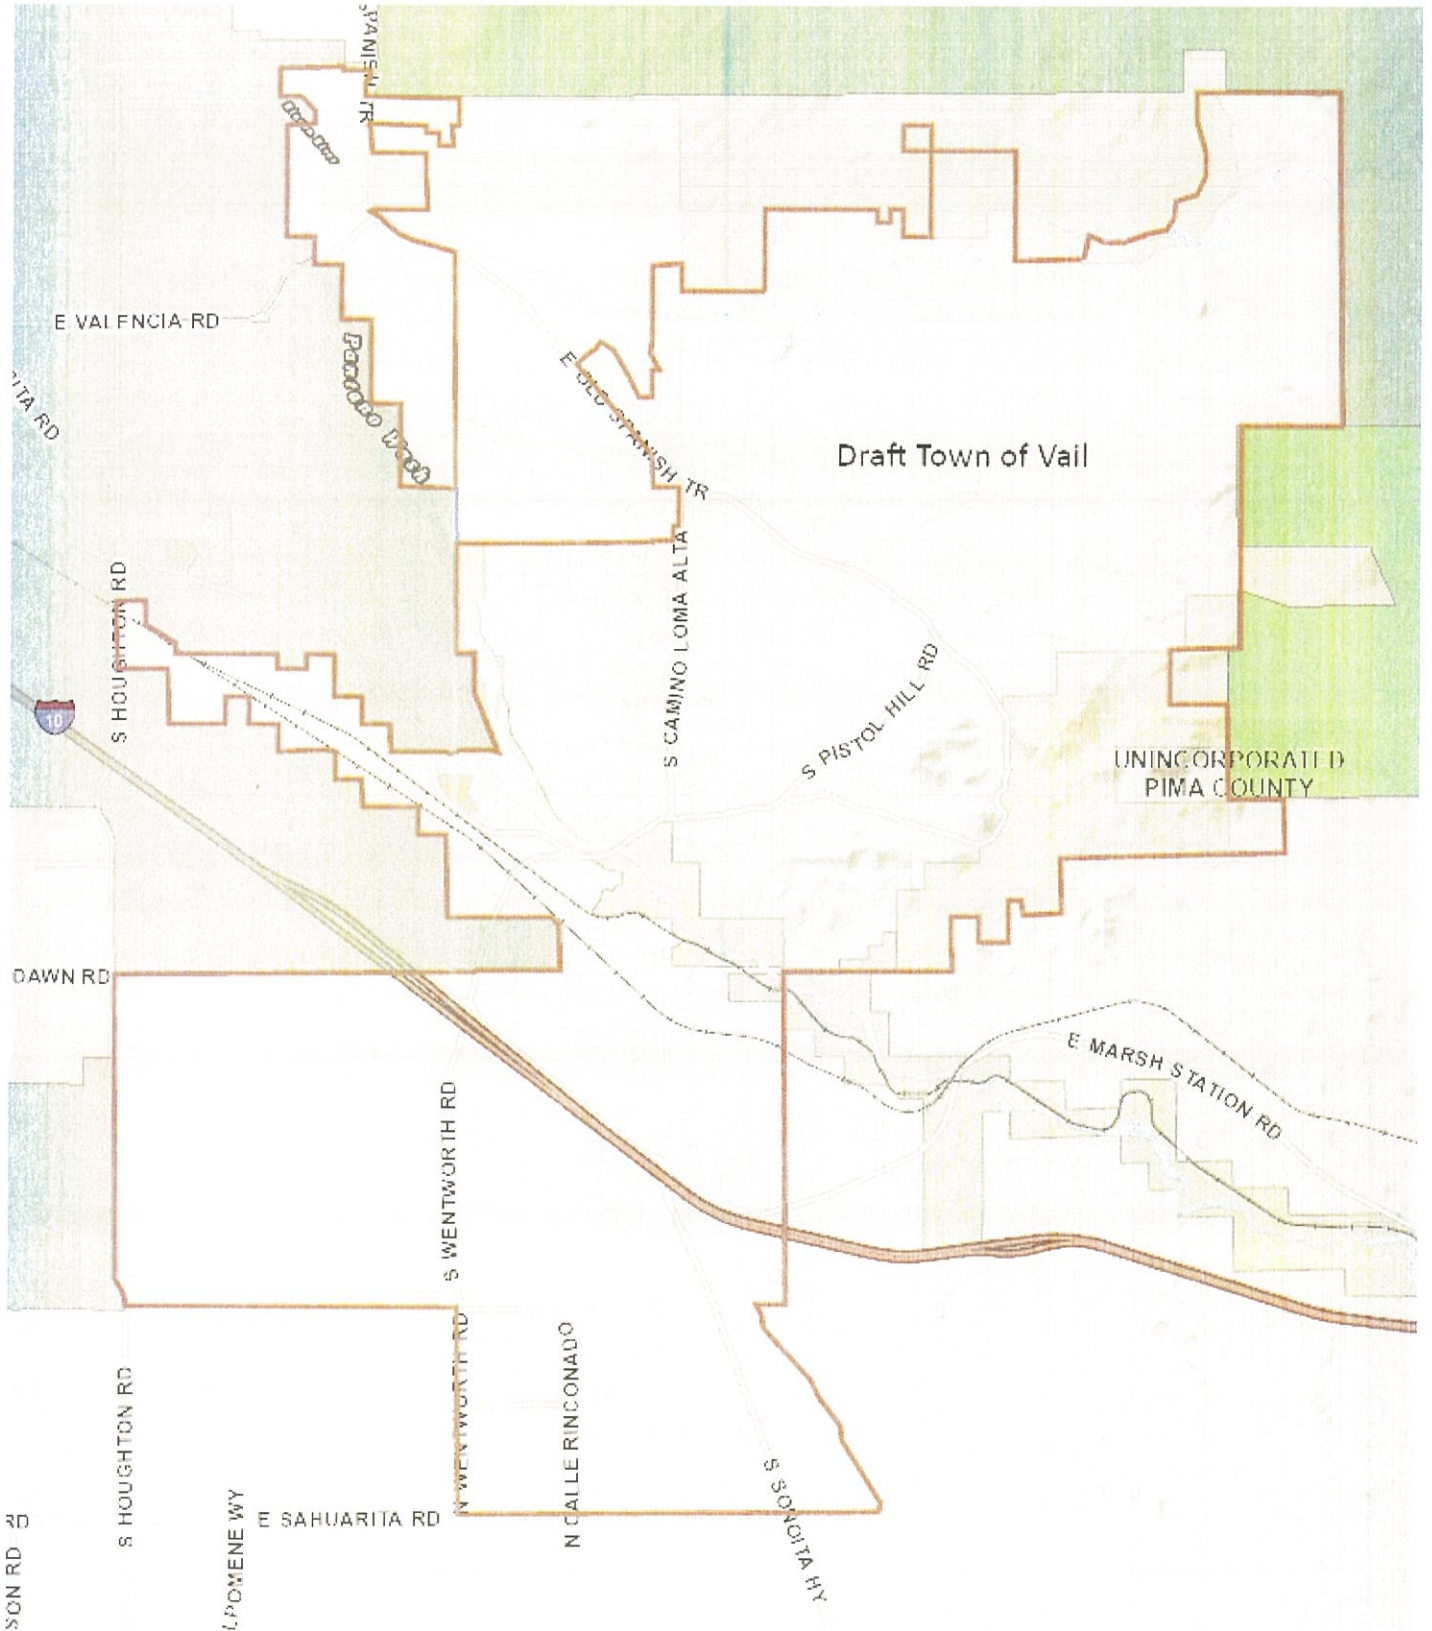 SPANISH TR
E VALENCIA RD
Pantano Wash
E OLD SPANISH TR
Draft Town of Vail
S HOUGHTON RD
10
S CAMINO LOMA ALTA
S PISTOL HILL RD
UNINCORPORATED
PIMA COUNTY
DAWN RD
E MARSH STATION RD
S WENTWORTH RD
N WENTWORTH RD
N CALLE RINCONADO
S HOUGHTON RD
E SAHUARITA RD
S SONOITA HY
LPOMENE WY
RD
SON RD
ITA RD